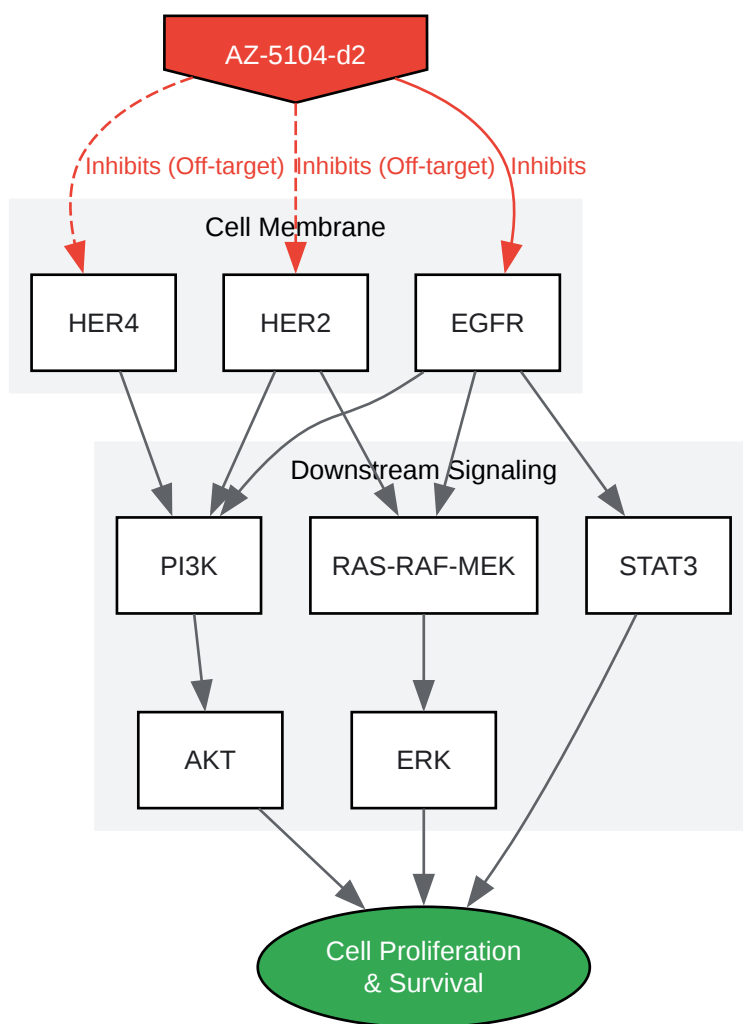 AZ-5104-d2
Inhibits (Off-target)
Inhibits (Off-target)
Inhibits
Cell Membrane
HER4
HER2
EGFR
Downstream Signaling
PI3K
RAS-RAF-MEK
STAT3
AKT
ERK
Cell Proliferation
& Survival